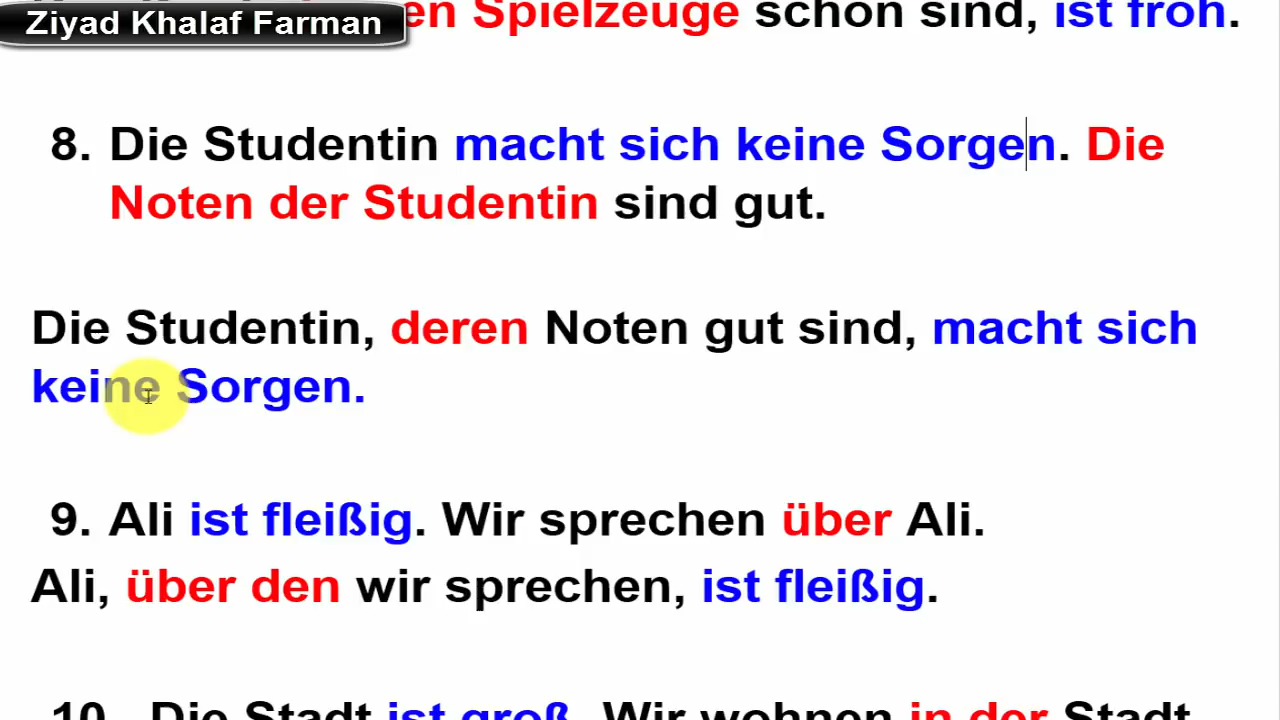 Ziyad Khalaf Farman
en Spielzeuge schön sind, ist froh.
8. Die Studentin macht sich keine Sorgen. Die
Noten der Studentin sind gut.
Die Studentin, deren Noten gut sind, macht sich
keine Sorgen.
9. Ali ist fleißig. Wir sprechen über Ali.
Ali, über den wir sprechen, ist fleißig.
10. Die Stadt ist groß. Wir wohnen in der Stadt